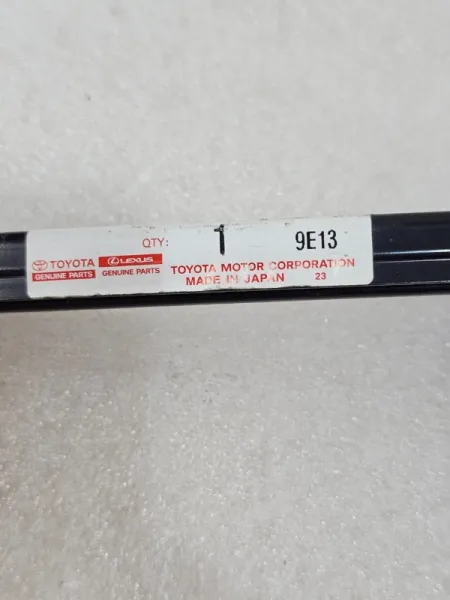 QTY: 1 9E13
TOYOTA LEXUS
GENUINE PARTS GENUINE PARTS
TOYOTA MOTOR CORPORATION
MADE IN JAPAN 23